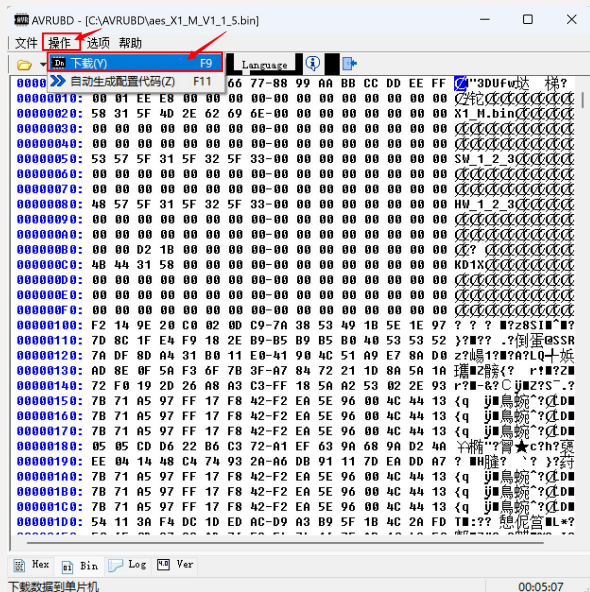 AVRUBD - [C:\AVRUBD\aes_X1_M_V1_1_5.bin]
文件 操作 选项 帮助
Dn 下载(Y) F9
Language
自动生成配置代码(Z) F11
00000 66 77-88 99 AA BB CC DD EE FF "3DUFw
00000010: 00 01 EE E8 00 00 00 00-00 00 00 00 00 00 00 00
00000020: 58 31 5F 4D 2E 62 69 6E-00 00 00 00 00 00 00 00 X1_M.bin
00000030: 00 00 00 00 00 00 00 00-00 00 00 00 00 00 00 00
00000040: 00 00 00 00 00 00 00 00-00 00 00 00 00 00 00 00
00000050: 53 57 5F 31 5F 32 5F 33-00 00 00 00 00 00 00 00 SW_1_2_3
00000060: 00 00 00 00 00 00 00 00-00 00 00 00 00 00 00 00
00000070: 00 00 00 00 00 00 00 00-00 00 00 00 00 00 00 00
00000080: 48 57 5F 31 5F 32 5F 33-00 00 00 00 00 00 00 00 HW_1_2_3
00000090: 00 00 00 00 00 00 00 00-00 00 00 00 00 00 00 00
000000A0: 00 00 00 00 00 00 00 00-00 00 00 00 00 00 00 00
000000B0: 00 00 D2 1B 00 00 00 00-00 00 00 00 00 00 00 00
000000C0: 4B 44 31 58 00 00 00 00-00 00 00 00 00 00 00 00 KD1X
000000D0: 00 00 00 00 00 00 00 00-00 00 00 00 00 00 00 00
000000E0: 00 00 00 00 00 00 00 00-00 00 00 00 00 00 00 00
000000F0: 00 00 00 00 00 00 00 00-00 00 00 00 00 00 00 00
00000100: F2 14 9E 20 C0 02 0D C9-7A 38 53 49 1B 5E 1E 97
00000110: 7D 8C 1F E4 F9 18 2E B9-B5 B9 B5 B0 40 53 53 52
00000120: 7A DF 8D A4 31 B0 11 E0-41 90 4C 51 A9 E7 8A D0
00000130: AD 8E 0F 5A F3 6F 7B 3F-A7 84 72 21 1D 8A 5A 1A
00000140: 72 F0 19 2D 26 A8 A3 C3-FF 18 5A A2 53 02 2E 93
00000150: 7B 71 A5 97 FF 17 F8 42-F2 EA 5E 96 00 4C 44 13
00000160: 7B 71 A5 97 FF 17 F8 42-F2 EA 5E 96 00 4C 44 13
00000170: 7B 71 A5 97 FF 17 F8 42-F2 EA 5E 96 00 4C 44 13
00000180: 05 05 CD D6 22 B6 C3 72-A1 EF 63 9A 68 9A D2 4A
00000190: EE 04 14 48 C4 74 93 2A-A6 DB 91 11 7D EA DD A7
000001A0: 7B 71 A5 97 FF 17 F8 42-F2 EA 5E 96 00 4C 44 13
000001B0: 7B 71 A5 97 FF 17 F8 42-F2 EA 5E 96 00 4C 44 13
000001C0: 7B 71 A5 97 FF 17 F8 42-F2 EA 5E 96 00 4C 44 13
000001D0: 54 11 3A F4 DC 1D ED AC-D9 A3 B9 5F 1B 4C 2A FD
Hex Bin Log Ver
下载数据到单片机 00:05:07